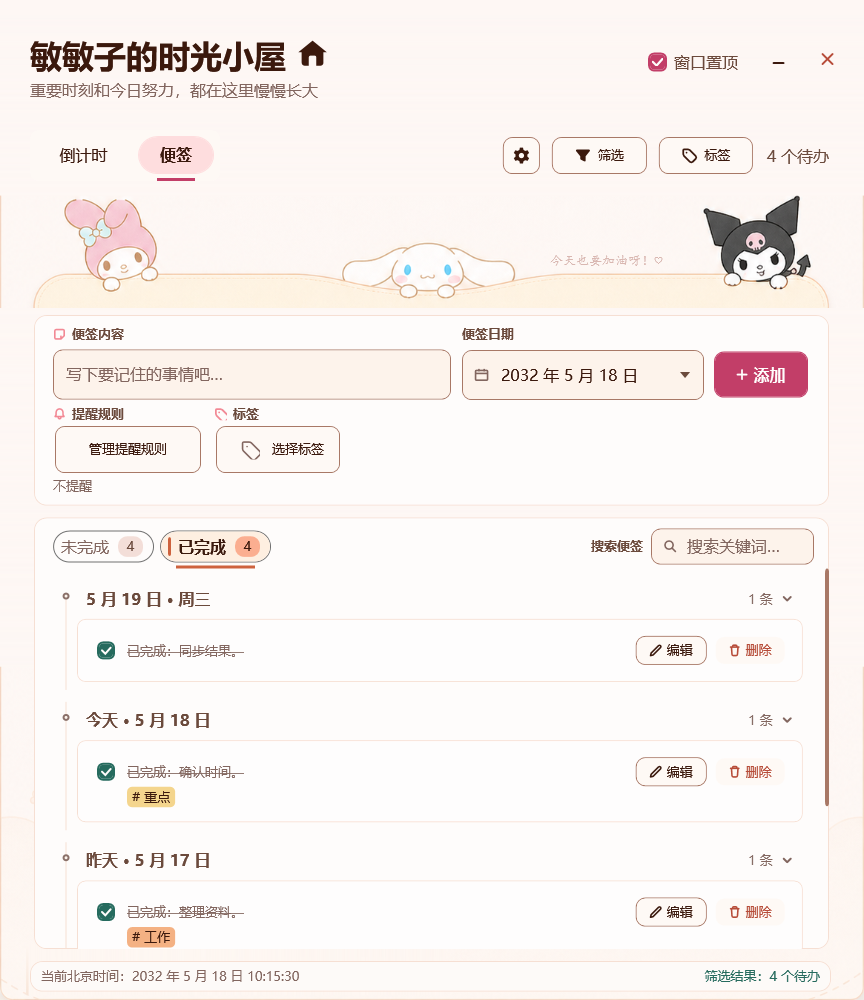 敏敏子的时光小屋
窗口置顶
重要时刻和今日努力，都在这里慢慢长大
倒计时
便签
筛选
标签
4 个待办
今天也要加油呀！♡
便签内容
便签日期
写下要记住的事情吧...
2032 年 5 月 18 日
+ 添加
提醒规则
标签
管理提醒规则
选择标签
不提醒
未完成 4
已完成 4
搜索便签
搜索关键词...
5 月 19 日 • 周三
1 条
已完成：同步结果。
编辑
删除
今天 • 5 月 18 日
1 条
已完成：确认时间。
编辑
删除
# 重点
昨天 • 5 月 17 日
1 条
已完成：整理资料。
编辑
删除
# 工作
当前北京时间：2032 年 5 月 18 日 10:15:30
筛选结果：4 个待办